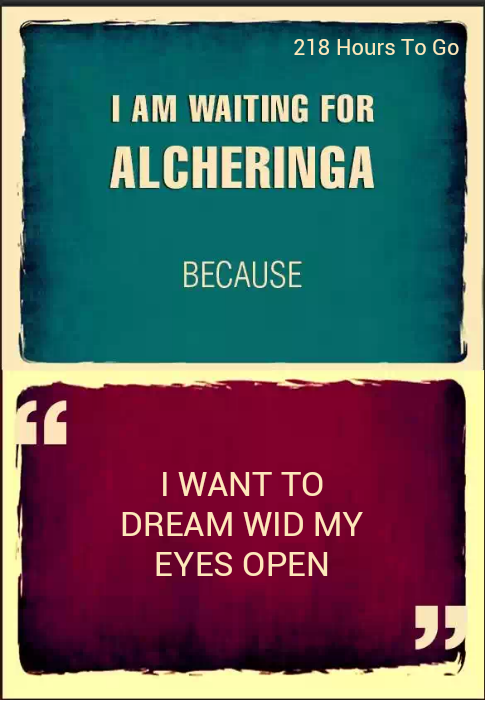 218 Hours To Go
I AM WAITING FOR
ALCHERINGA
BECAUSE
“
I WANT TO
DREAM WID MY
EYES OPEN
”